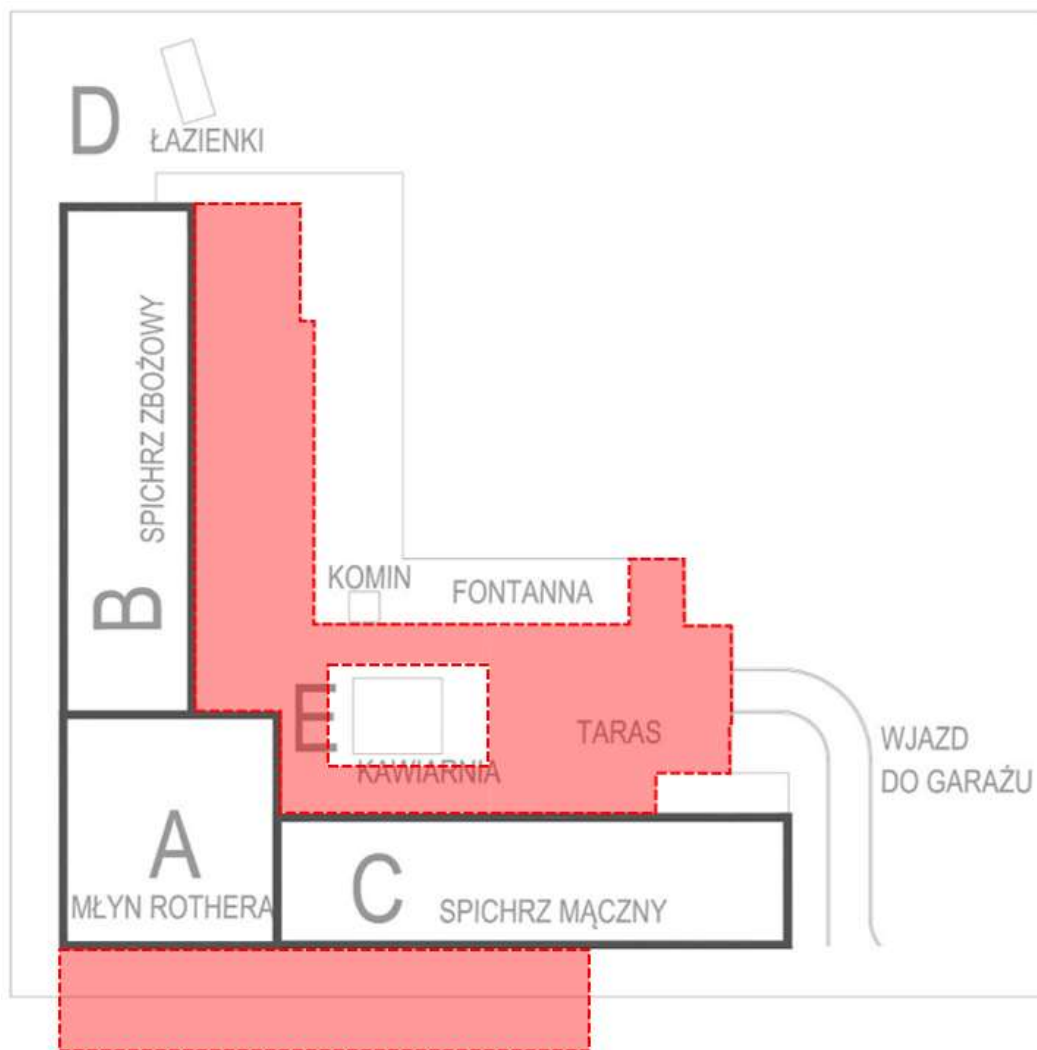 D
ŁAZIENKI
SPICHRZ ZBOŻOWY
B
KOMIN
FONTANNA
E
TARAS
KAWIARNIA
WJAZD
DO GARAŻU
A
MŁYN ROTHERA
C
SPICHRZ MĄCZNY